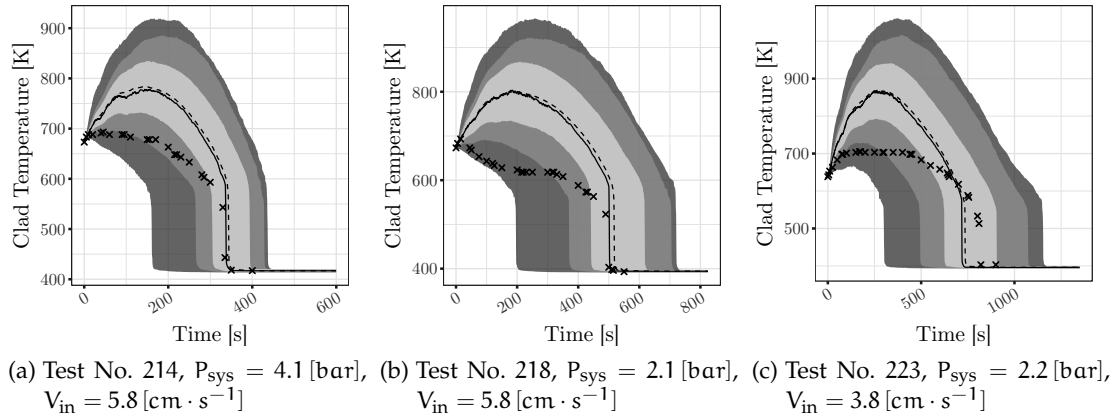 900
800
700
600
500
400
0
200
400
600
Clad Temperature [K]
Time [s]
800
600
400
0
200
400
600
800
Clad Temperature [K]
Time [s]
900
700
500
0
500
1000
Clad Temperature [K]
Time [s]
(a) Test No. 214, P_sys = 4.1 [bar],
V_in = 5.8 [cm · s⁻¹]
(b) Test No. 218, P_sys = 2.1 [bar],
V_in = 5.8 [cm · s⁻¹]
(c) Test No. 223, P_sys = 2.2 [bar],
V_in = 3.8 [cm · s⁻¹]